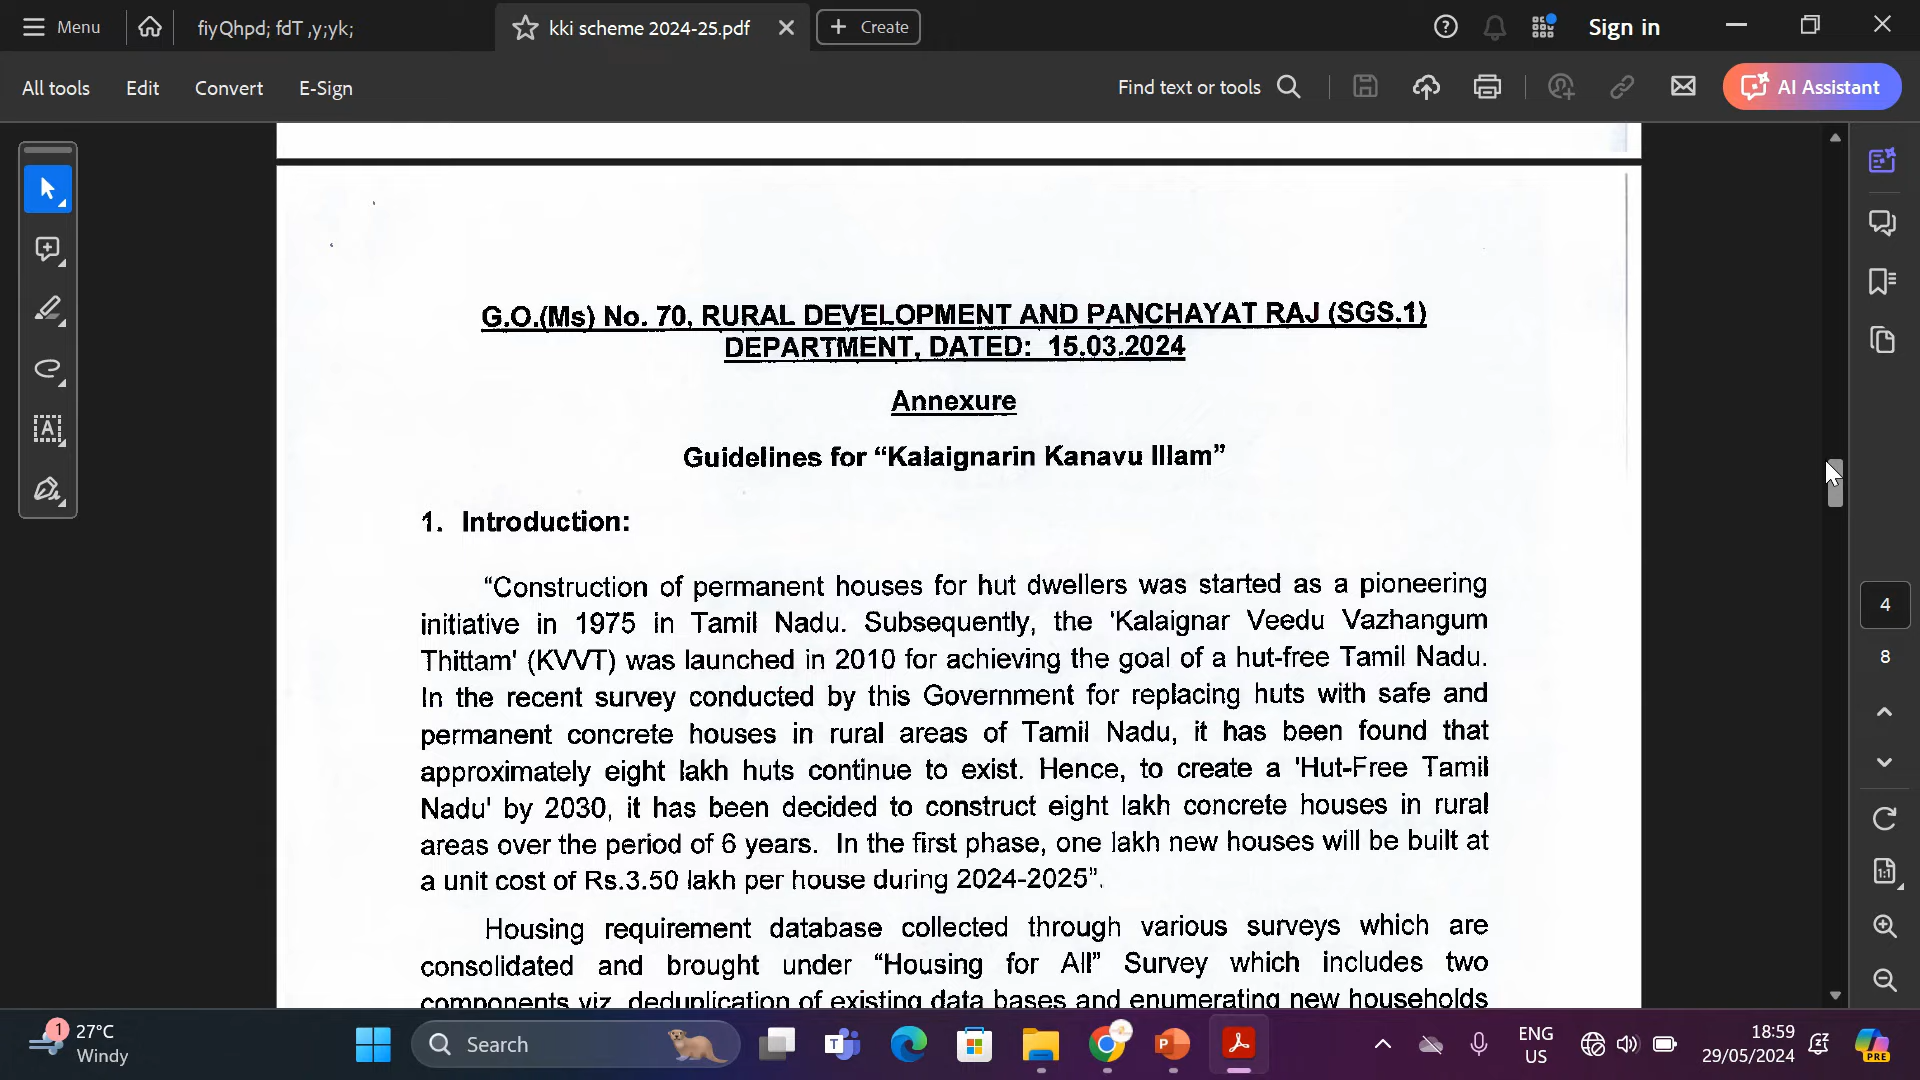 Menu
fiyQhpd; fdT ,y;yk;
kki scheme 2024-25.pdf
Create
Sign in
All tools
Edit
Convert
E-Sign
Find text or tools
AI Assistant
G.O.(Ms) No. 70, RURAL DEVELOPMENT AND PANCHAYAT RAJ (SGS.1)
DEPARTMENT, DATED: 15.03.2024
Annexure
Guidelines for “Kalaignarin Kanavu Illam”
1. Introduction:
“Construction of permanent houses for hut dwellers was started as a pioneering
initiative in 1975 in Tamil Nadu. Subsequently, the 'Kalaignar Veedu Vazhangum
Thittam' (KVVT) was launched in 2010 for achieving the goal of a hut-free Tamil Nadu.
In the recent survey conducted by this Government for replacing huts with safe and
permanent concrete houses in rural areas of Tamil Nadu, it has been found that
approximately eight lakh huts continue to exist. Hence, to create a 'Hut-Free Tamil
Nadu' by 2030, it has been decided to construct eight lakh concrete houses in rural
areas over the period of 6 years. In the first phase, one lakh new houses will be built at
a unit cost of Rs.3.50 lakh per house during 2024-2025”.
Housing requirement database collected through various surveys which are
consolidated and brought under “Housing for All” Survey which includes two
components viz. deduplication of existing data bases and enumerating new households
4
8
1:1
1
27°C
Windy
Search
ENG
US
18:59
29/05/2024
PRE